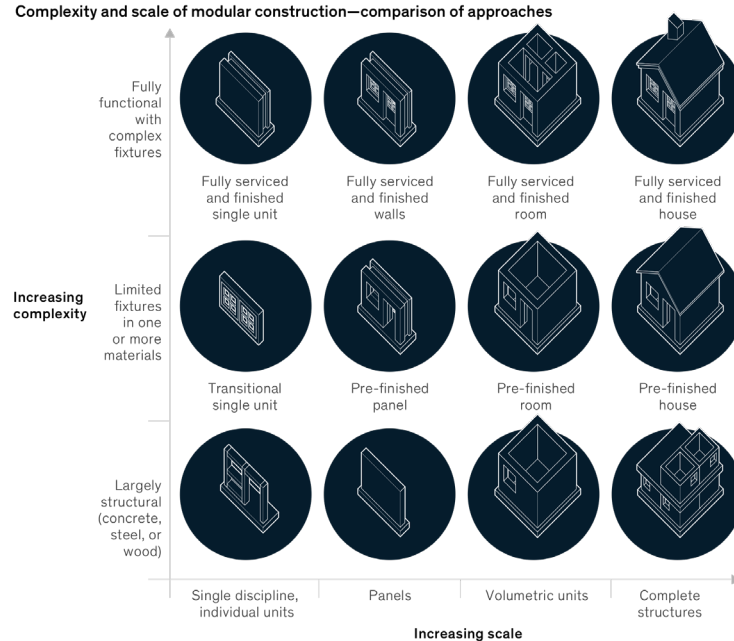 Complexity and scale of modular construction—comparison of approaches
Fully
functional
with
complex
fixtures
Fully serviced
and finished
single unit
Fully serviced
and finished
walls
Fully serviced
and finished
room
Fully serviced
and finished
house
Increasing
complexity
Limited
fixtures
in one
or more
materials
Transitional
single unit
Pre-finished
panel
Pre-finished
room
Pre-finished
house
Largely
structural
(concrete,
steel, or
wood)
Single discipline,
individual units
Panels
Volumetric units
Complete
structures
Increasing scale